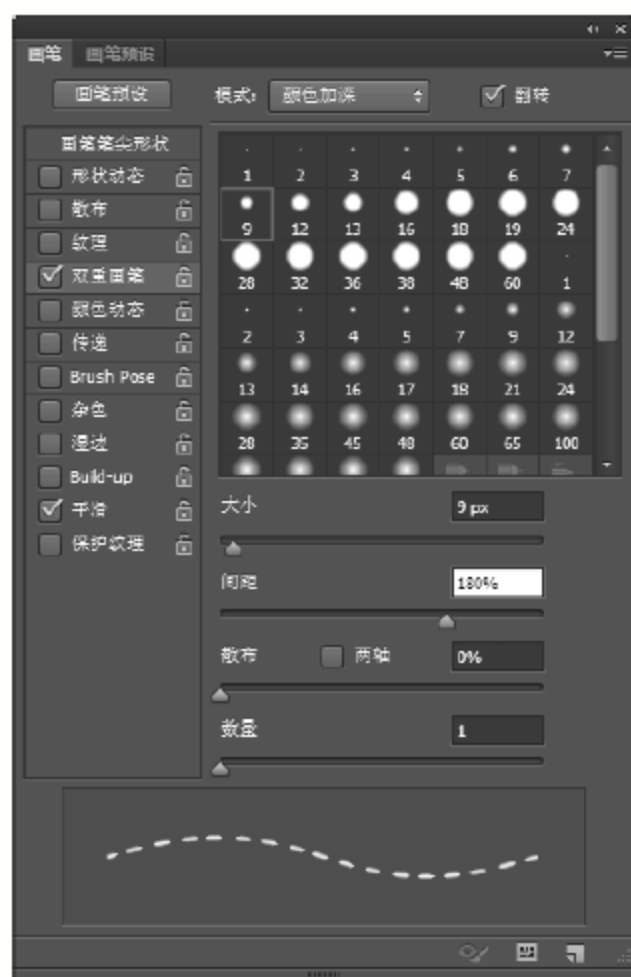 画笔 画笔预设
画笔预设 模式: 颜色加深 翻转
画笔笔尖形状
形状动态
散布
纹理
双重画笔
颜色动态
传递
Brush Pose
杂色
湿边
Build-up
平滑
保护纹理
1 2 3 4 5 6 7
9 12 13 16 18 19 24
28 32 36 38 48 60 1
2 3 4 5 7 9 12
13 14 16 17 18 21 24
28 35 45 48 60 65 100
大小 9 px
间距 180%
散布 两轴 0%
数量 1